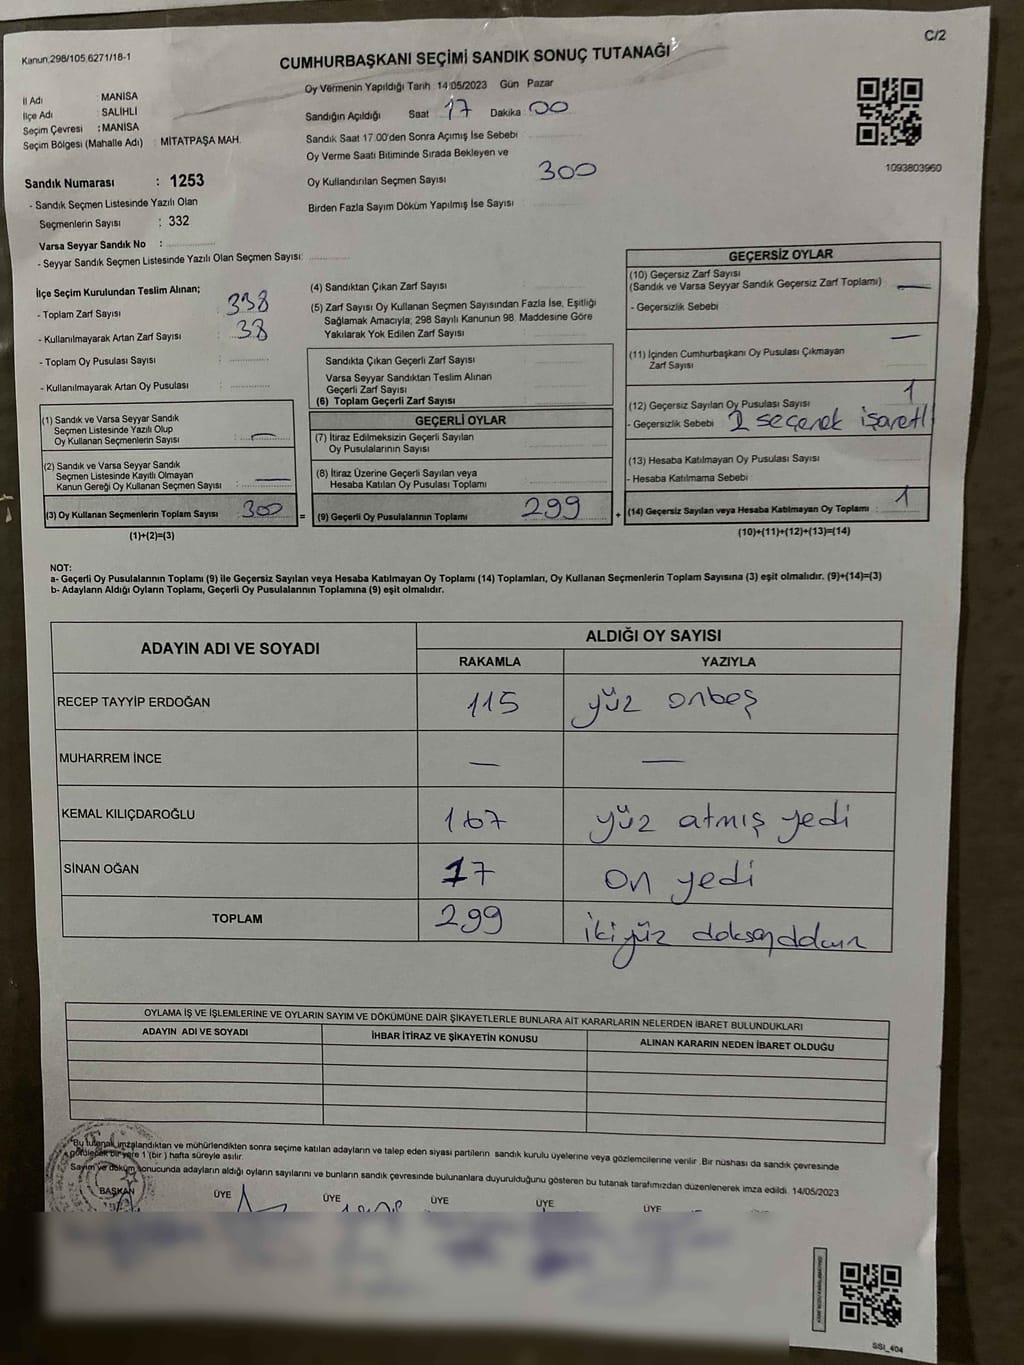 Kanun.298/105,6271/18-1
C/2
CUMHURBAŞKANI SEÇİMİ SANDIK SONUÇ TUTANAĞI
İl Adı : MANİSA
İlçe Adı : SALİHLİ
Seçim Çevresi : MANİSA
Seçim Bölgesi (Mahalle Adı) : MİTATPAŞA MAH.
Sandık Numarası : 1253
- Sandık Seçmen Listesinde Yazılı Olan
Seçmenlerin Sayısı : 332
Varsa Seyyar Sandık No :
- Seyyar Sandık Seçmen Listesinde Yazılı Olan Seçmen Sayısı:
Oy Vermenin Yapıldığı Tarih 14/05/2023 Gün Pazar
Sandığın Açıldığı Saat 17 Dakika 00
Sandık Saat 17.00'den Sonra Açımış İse Sebebi
Oy Verme Saati Bitiminde Sırada Bekleyen ve
Oy Kullandırılan Seçmen Sayısı 300
Birden Fazla Sayım Döküm Yapılmış İse Sayısı
1093803960
İlçe Seçim Kurulundan Teslim Alınan;
- Toplam Zarf Sayısı : 338
- Kullanılmayarak Artan Zarf Sayısı : 38
- Toplam Oy Pusulası Sayısı :
- Kullanılmayarak Artan Oy Pusulası :
(1) Sandık ve Varsa Seyyar Sandık
Seçmen Listesinde Yazılı Olup
Oy Kullanan Seçmenlerin Sayısı : —
(2) Sandık ve Varsa Seyyar Sandık
Seçmen Listesinde Kayıtlı Olmayan
Kanun Gereği Oy Kullanan Seçmen Sayısı : —
(3) Oy Kullanan Seçmenlerin Toplam Sayısı 300
(1)+(2)=(3)
=
(4) Sandıktan Çıkan Zarf Sayısı
(5) Zarf Sayısı Oy Kullanan Seçmen Sayısından Fazla İse, Eşitliği
Sağlamak Amacıyla, 298 Sayılı Kanunun 98. Maddesine Göre
Yakılarak Yok Edilen Zarf Sayısı
Sandıkta Çıkan Geçerli Zarf Sayısı
Varsa Seyyar Sandıktan Teslim Alınan
Geçerli Zarf Sayısı
(6) Toplam Geçerli Zarf Sayısı
GEÇERLİ OYLAR
(7) İtiraz Edilmeksizin Geçerli Sayılan
Oy Pusulalarının Sayısı
(8) İtiraz Üzerine Geçerli Sayılan veya
Hesaba Katılan Oy Pusulası Toplamı
(9) Geçerli Oy Pusulalarının Toplamı 299
+
GEÇERSİZ OYLAR
(10) Geçersiz Zarf Sayısı
(Sandık ve Varsa Seyyar Sandık Geçersiz Zarf Toplamı) —
- Geçersizlik Sebebi
(11) İçinden Cumhurbaşkanı Oy Pusulası Çıkmayan
Zarf Sayısı —
(12) Geçersiz Sayılan Oy Pusulası Sayısı 1
- Geçersizlik Sebebi 2 seçenek işaretli
(13) Hesaba Katılmayan Oy Pusulası Sayısı
- Hesaba Katılmama Sebebi
(14) Geçersiz Sayılan veya Hesaba Katılmayan Oy Toplamı : 1
(10)+(11)+(12)+(13)=(14)
NOT:
a- Geçerli Oy Pusulalarının Toplamı (9) ile Geçersiz Sayılan veya Hesaba Katılmayan Oy Toplamı (14) Toplamları, Oy Kullanan Seçmenlerin Toplam Sayısına (3) eşit olmalıdır. (9)+(14)=(3)
b- Adayların Aldığı Oyların Toplamı, Geçerli Oy Pusulalarının Toplamına (9) eşit olmalıdır.
ADAYIN ADI VE SOYADI ALDIĞI OY SAYISI
RAKAMLA YAZIYLA
RECEP TAYYİP ERDOĞAN 115 yüz onbeş
MUHARREM İNCE — —
KEMAL KILIÇDAROĞLU 167 yüz atmış yedi
SİNAN OĞAN 17 on yedi
TOPLAM 299 ikiyüz
OYLAMA İŞ VE İŞLEMLERİNE VE OYLARIN SAYIM VE DÖKÜMÜNE DAİR ŞİKAYETLERLE BUNLARA AİT KARARLARIN NELERDEN İBARET BULUNDUKLARI
ADAYIN ADI VE SOYADI İHBAR İTİRAZ VE ŞİKAYETİN KONUSU ALINAN KARARIN NEDEN İBARET OLDUĞU
"Bu tutanak imzalandıktan ve mühürlendikten sonra seçime katılan adayların ve talep eden siyasi partilerin sandık kurulu üyelerine veya gözlemcilerine verilir. Bir nüshası da sandık çevresinde
görülecek bir yere 1 (bir) hafta süreyle asılır.
Sayım ve döküm sonucunda adayların aldığı oyların sayılarını ve bunların sandık çevresinde bulunanlara duyurulduğunu gösteren bu tutanak tarafımızdan düzenlenerek imza edildi. 14/05/2023
BAŞKAN ÜYE ÜYE ÜYE ÜYE ÜYE
SSI_404